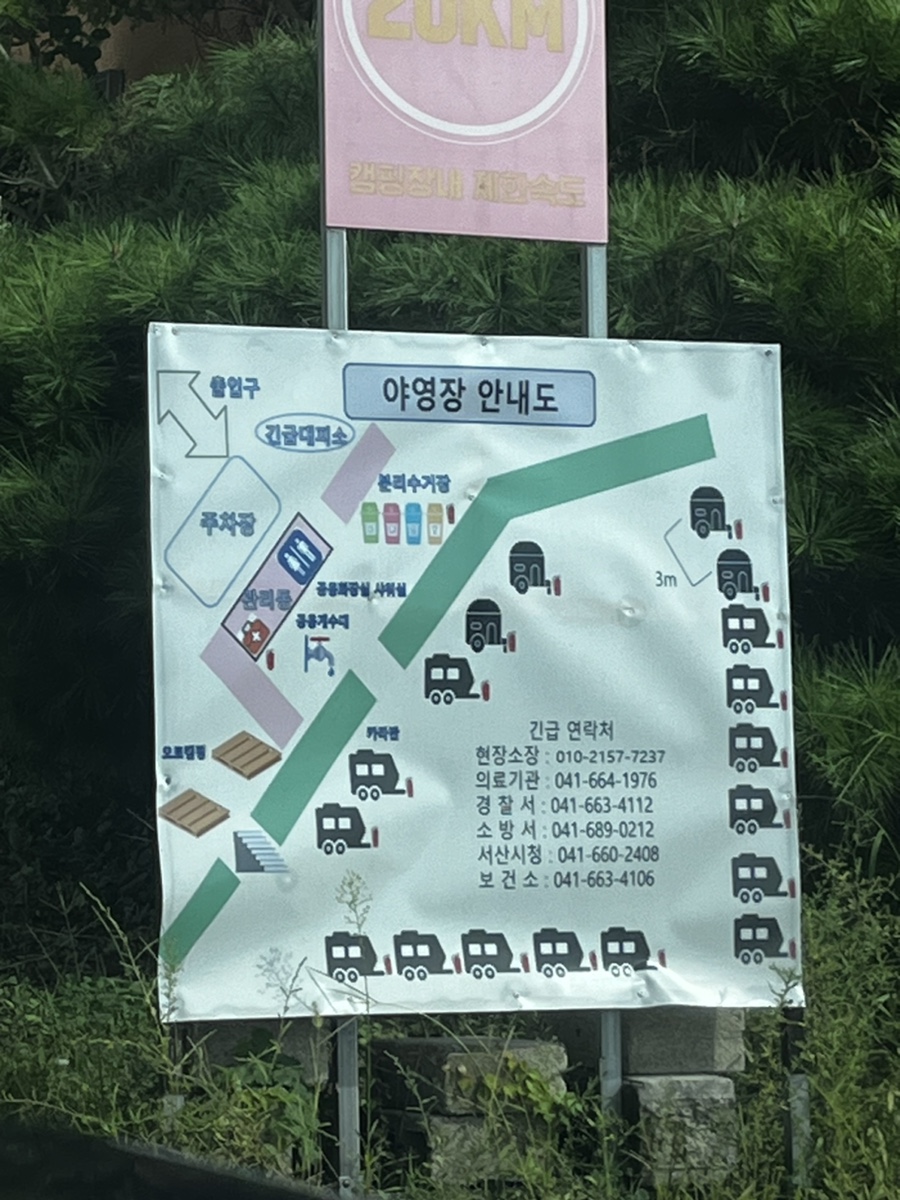 20KM
캠핑장내 제한속도
야영장 안내도
출입구
긴급대피소
분리수거장
주차장
관리동
공용화장실 샤워실
공용개수대
3m
카라반
오토캠핑
긴급 연락처
현장소장 : 010-2157-7237
의료기관 : 041-664-1976
경 찰 서 : 041-663-4112
소 방 서 : 041-689-0212
서산시청 : 041-660-2408
보 건 소 : 041-663-4106